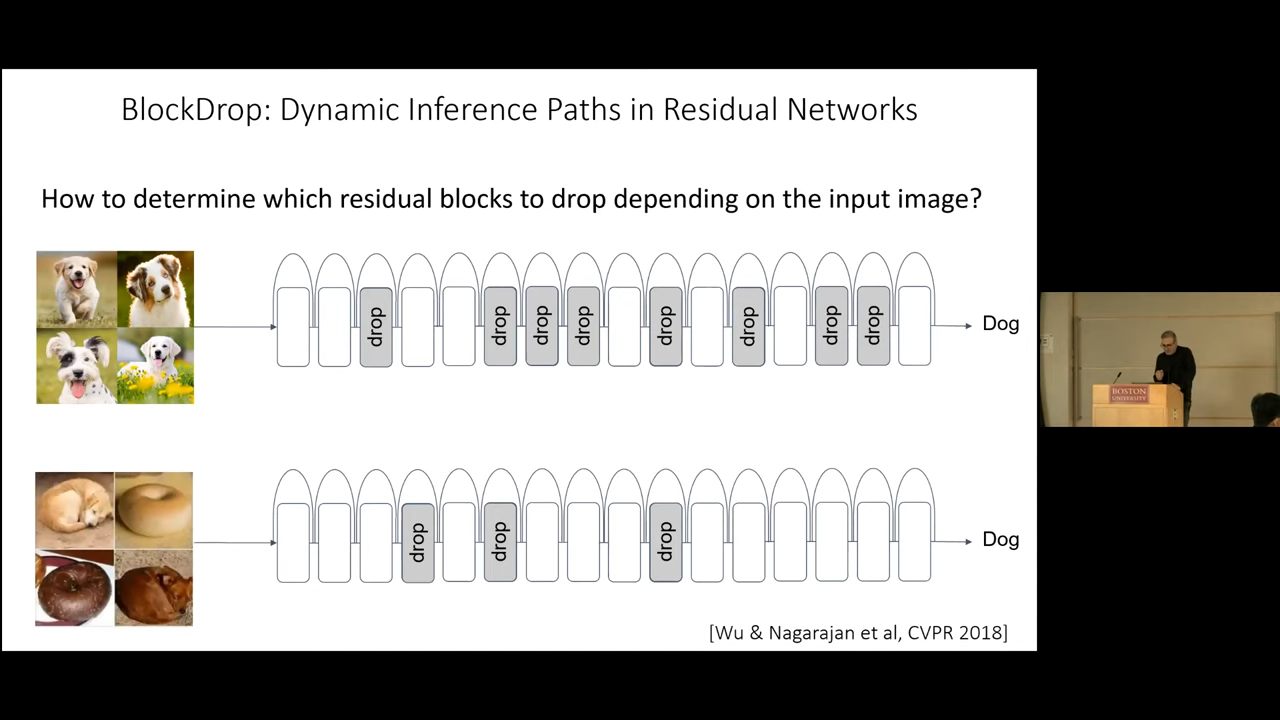 BlockDrop: Dynamic Inference Paths in Residual Networks
How to determine which residual blocks to drop depending on the input image?
drop
drop
drop
drop
drop
drop
drop
drop
Dog
drop
drop
drop
Dog
[Wu & Nagarajan et al, CVPR 2018]
BOSTON
UNIVERSITY